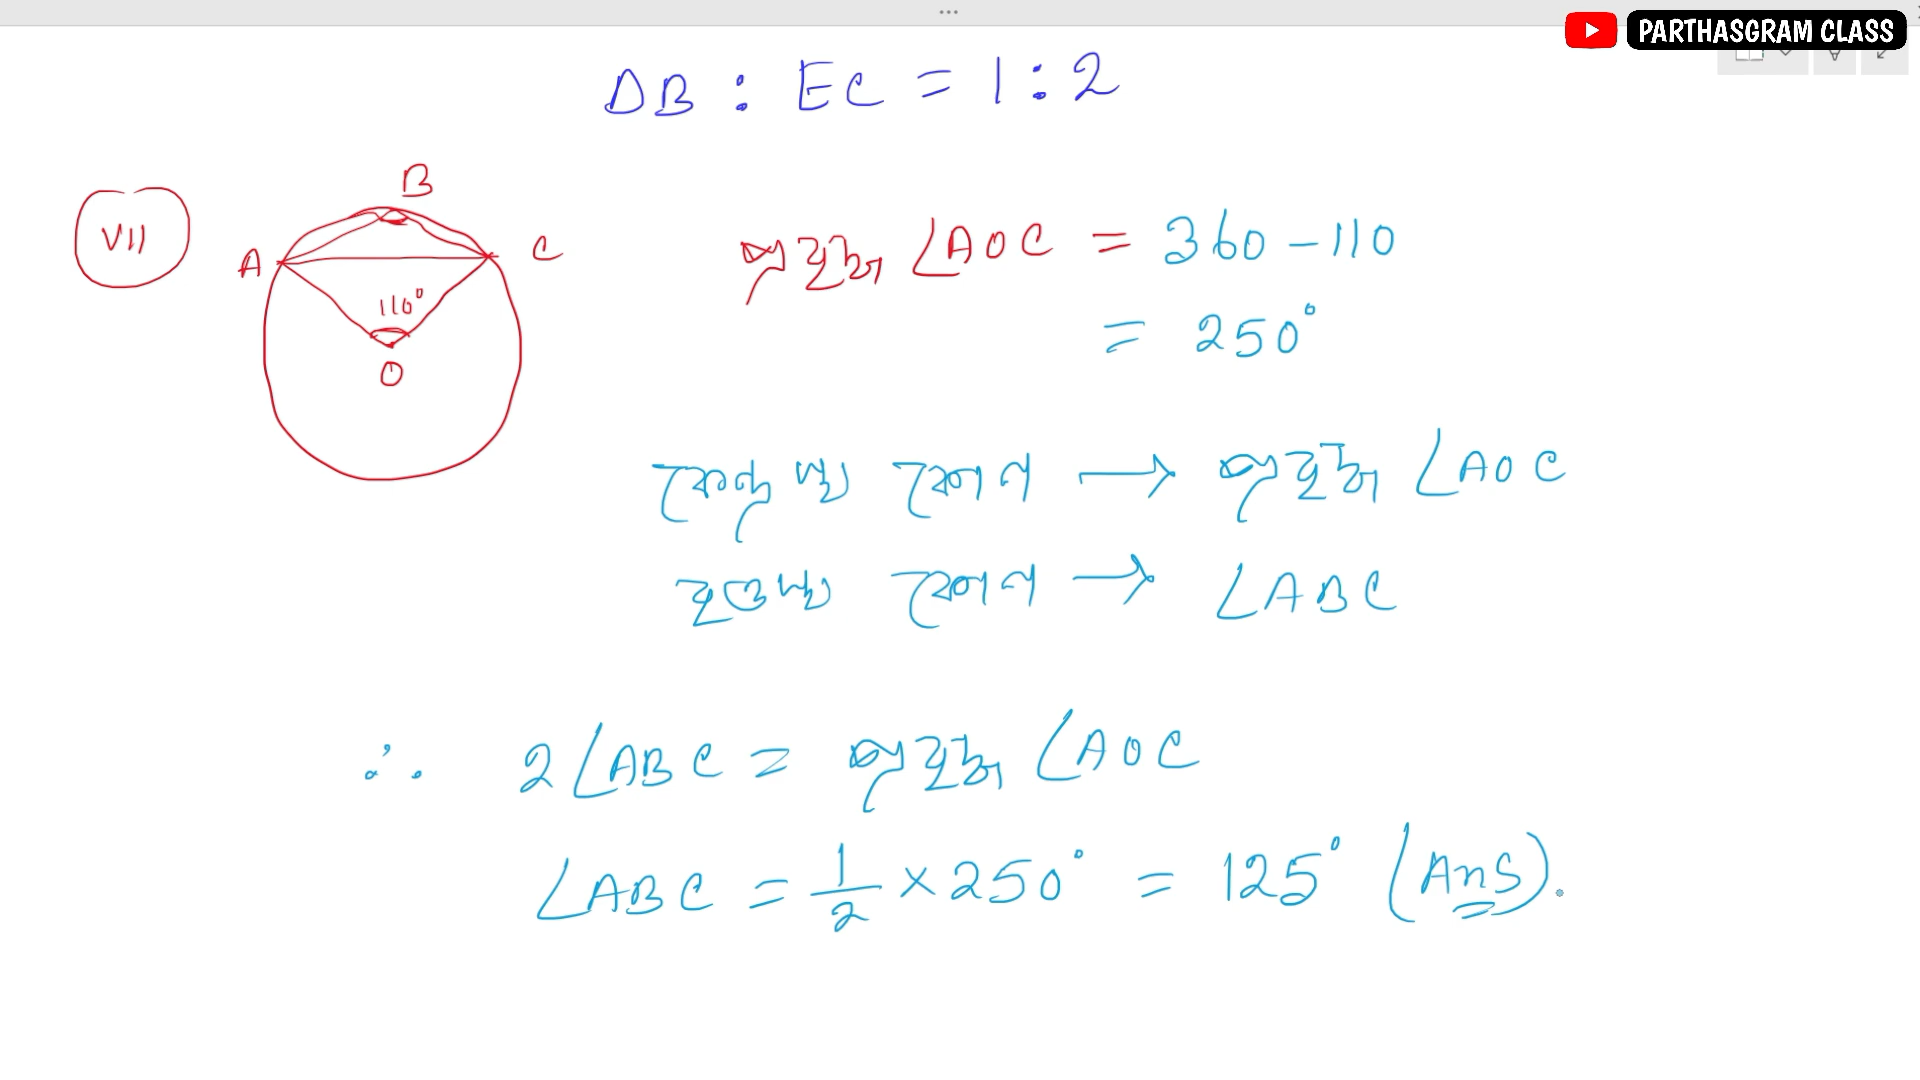 PARTHASGRAM CLASS
DB : EC = 1 : 2
VII
B
A
C
110°
O
প্রবৃদ্ধ ∠AOC = 360 - 110
= 250°
কেন্দ্রস্থ কোণ → প্রবৃদ্ধ ∠AOC
বৃত্তস্থ কোণ → ∠ABC
∴ 2∠ABC = প্রবৃদ্ধ ∠AOC
∠ABC = 1/2 × 250° = 125° (Ans).